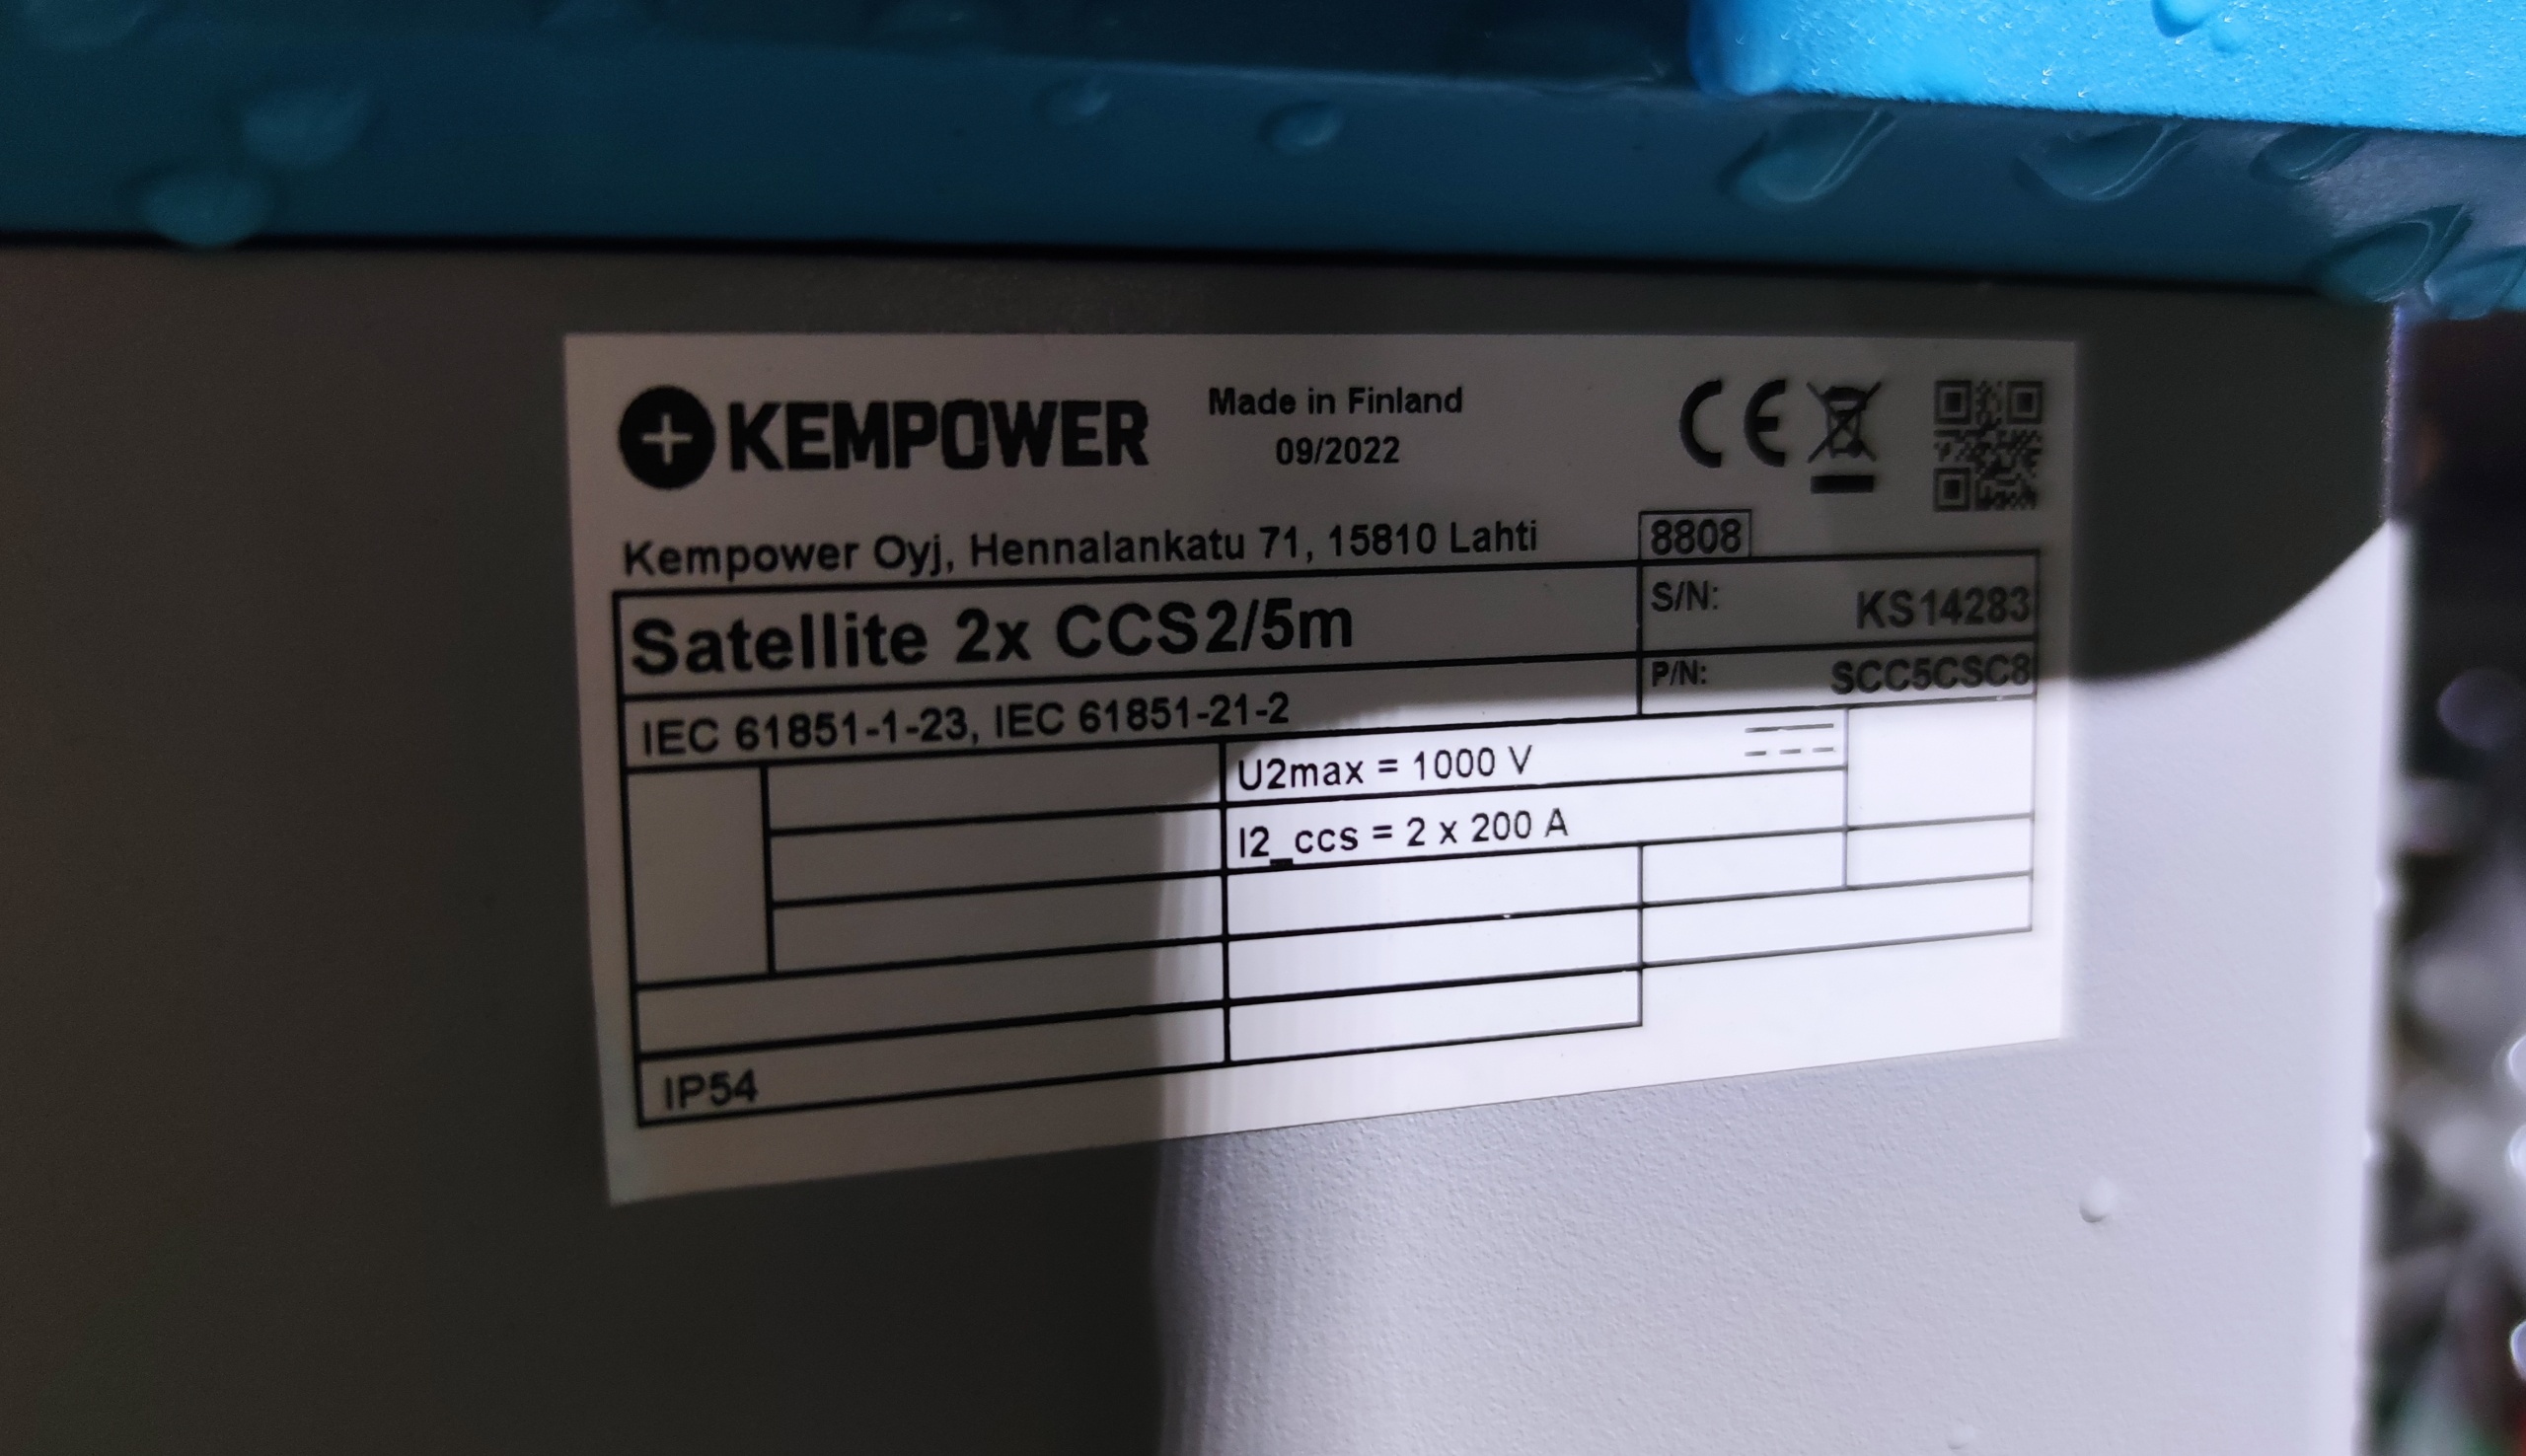 KEMPOWER
Made in Finland
09/2022
CE
Kempower Oyj, Hennalankatu 71, 15810 Lahti
8808
Satellite 2x CCS2/5m
S/N: KS14283
P/N: SCC5CSC8
IEC 61851-1-23, IEC 61851-21-2
U2max = 1000 V
I2_ccs = 2 x 200 A
IP54